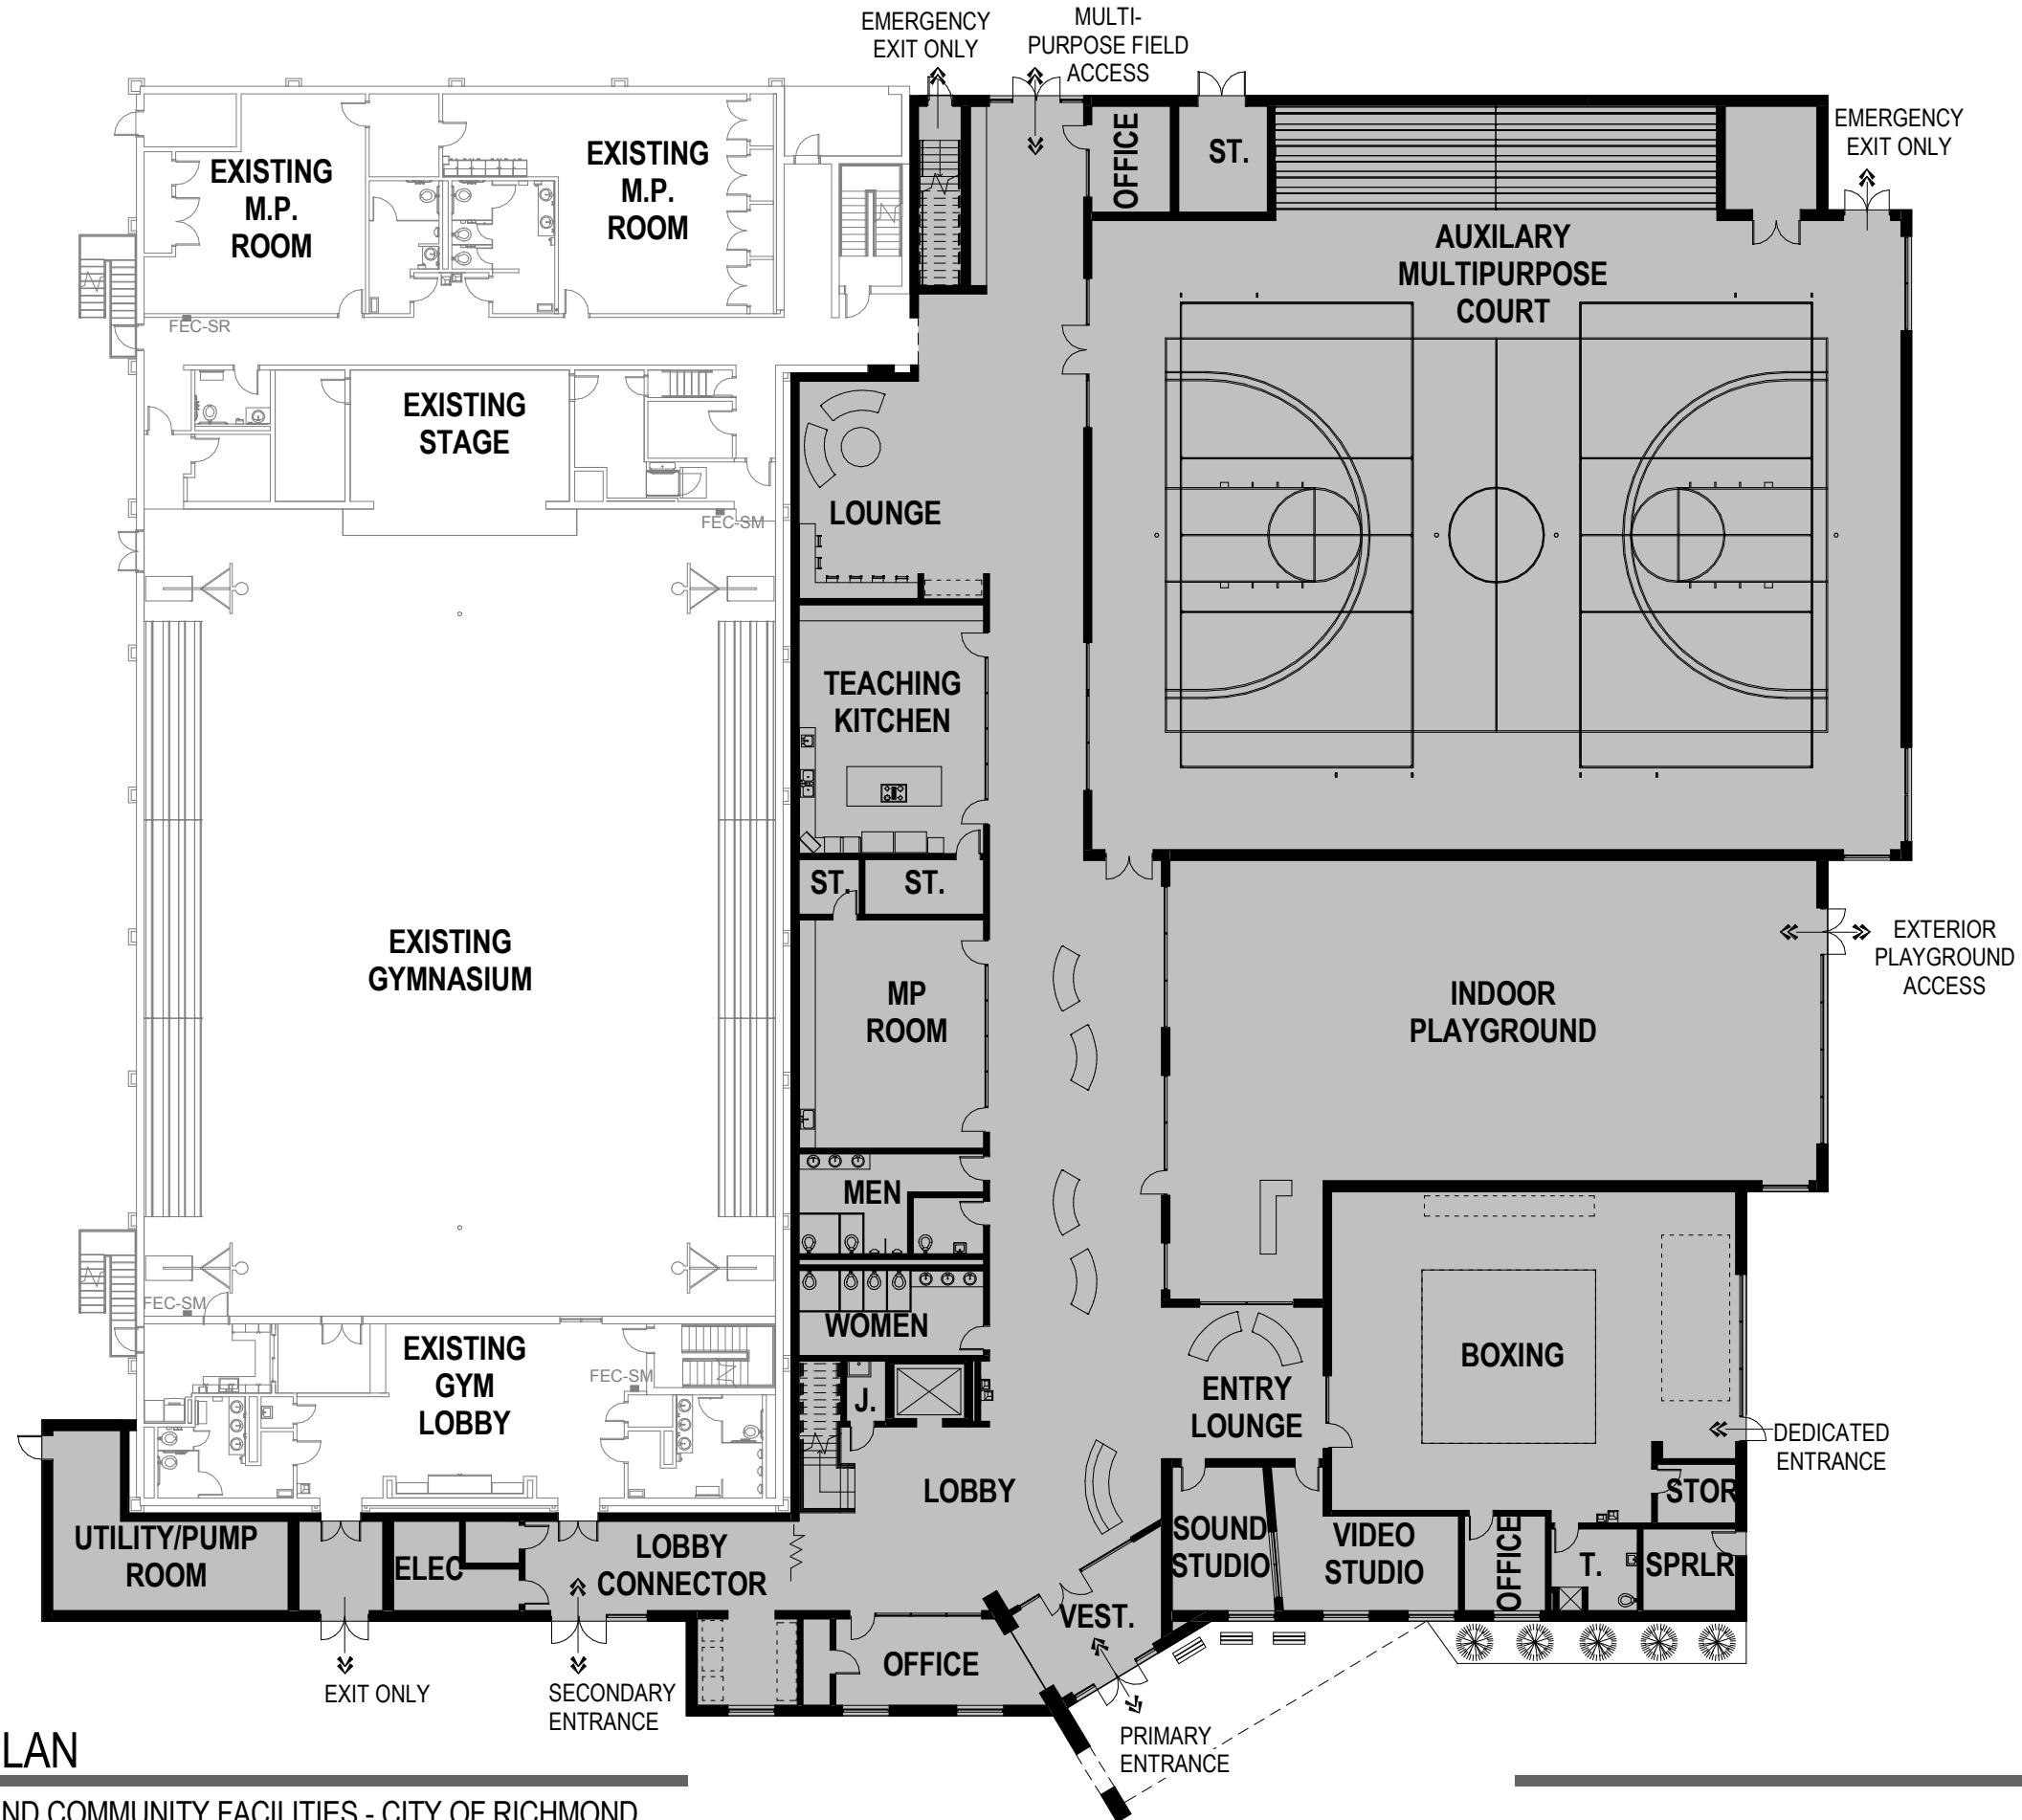 EMERGENCY
EXIT ONLY
MULTI-
PURPOSE FIELD
ACCESS
EMERGENCY
EXIT ONLY
OFFICE
ST.
EXISTING
M.P.
ROOM
EXISTING
M.P.
ROOM
AUXILARY
MULTIPURPOSE
COURT
FEC-SR
EXISTING
STAGE
LOUNGE
FEC-SM
TEACHING
KITCHEN
ST.
ST.
EXISTING
GYMNASIUM
MP
ROOM
INDOOR
PLAYGROUND
EXTERIOR
PLAYGROUND
ACCESS
MEN
WOMEN
FEC-SM
EXISTING
GYM
LOBBY
FEC-SM
J.
ENTRY
LOUNGE
BOXING
DEDICATED
ENTRANCE
LOBBY
STOR
UTILITY/PUMP
ROOM
ELEC
LOBBY
CONNECTOR
SOUND
STUDIO
VIDEO
STUDIO
OFFICE
T.
SPRLR
VEST.
OFFICE
EXIT ONLY
SECONDARY
ENTRANCE
PRIMARY
ENTRANCE
LAN
ND COMMUNITY FACILITIES - CITY OF RICHMOND